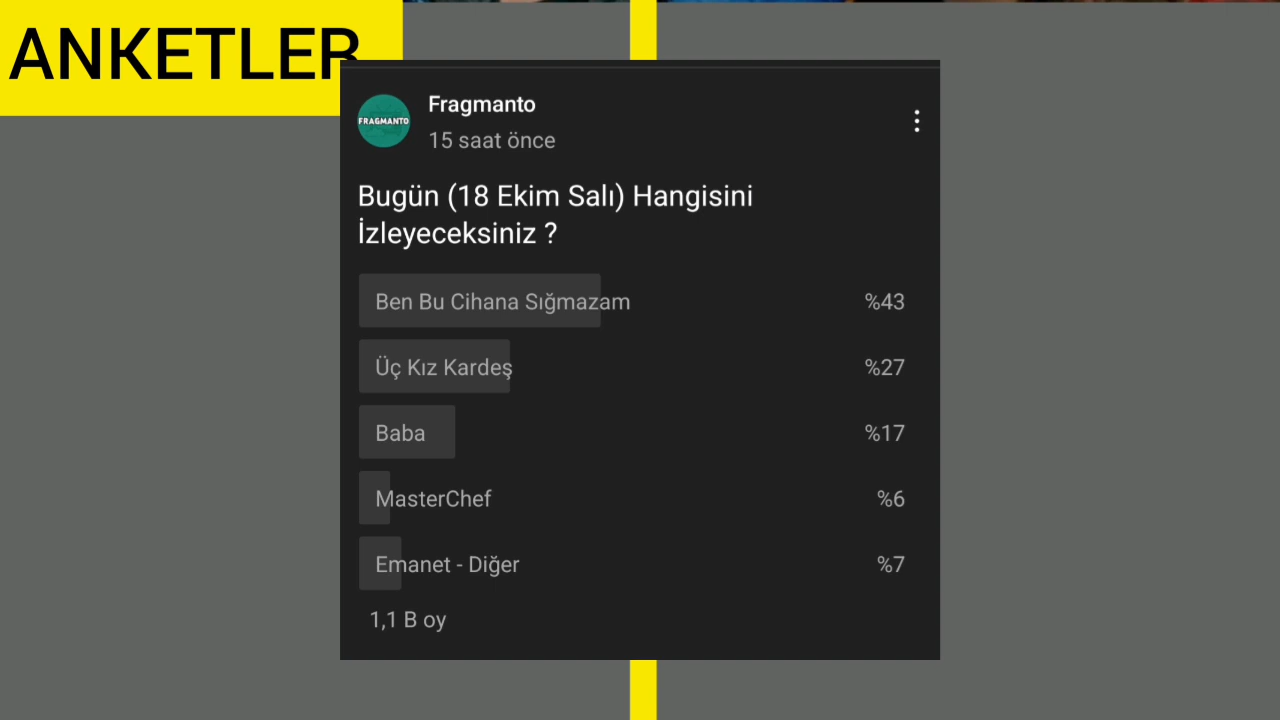 ANKETLER
FRAGMANTO
Fragmanto
15 saat önce
Bugün (18 Ekim Salı) Hangisini
İzleyeceksiniz ?
Ben Bu Cihana Sığmazam %43
Üç Kız Kardeş %27
Baba %17
MasterChef %6
Emanet - Diğer %7
1,1 B oy